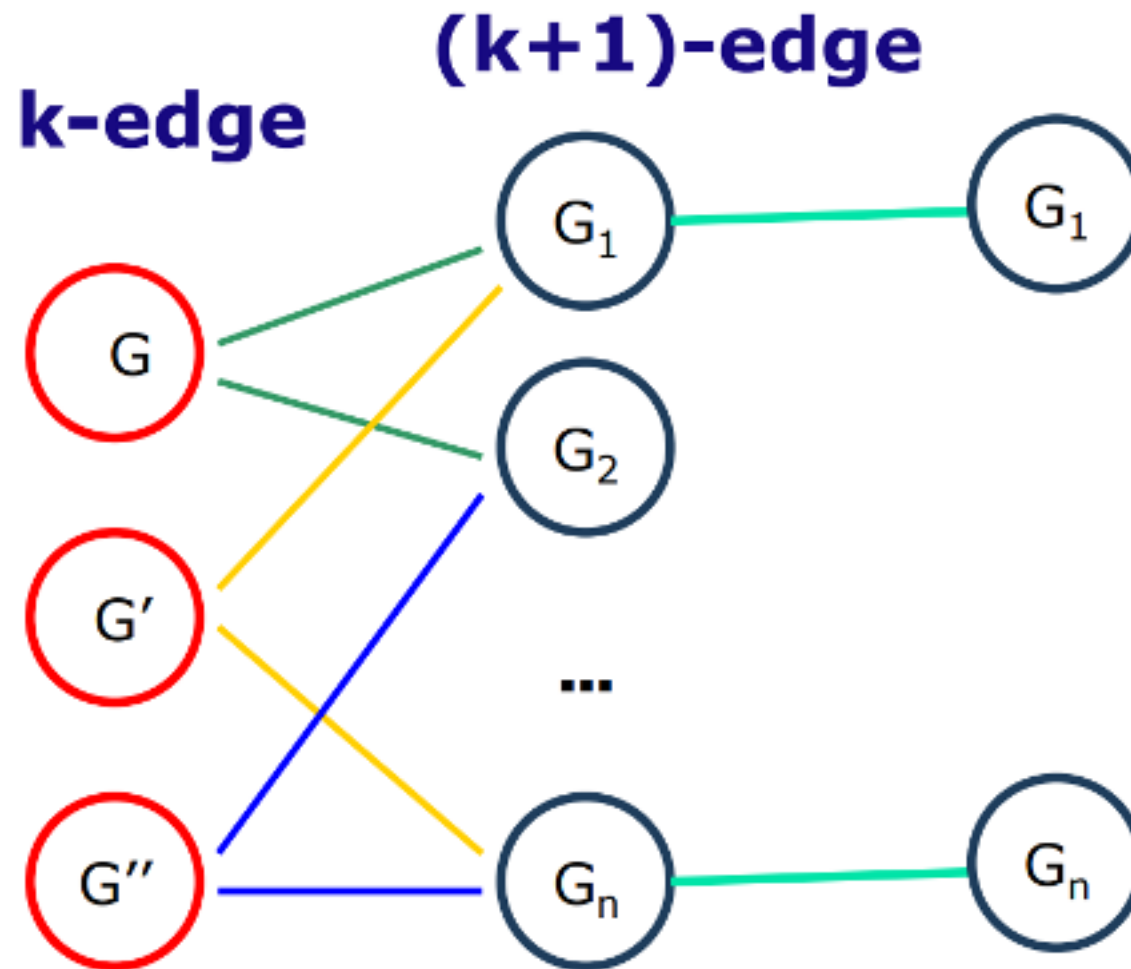 (k+1)-edge
k-edge
G₁
G₁
G
G₂
G′
...
G′′
Gₙ
Gₙ